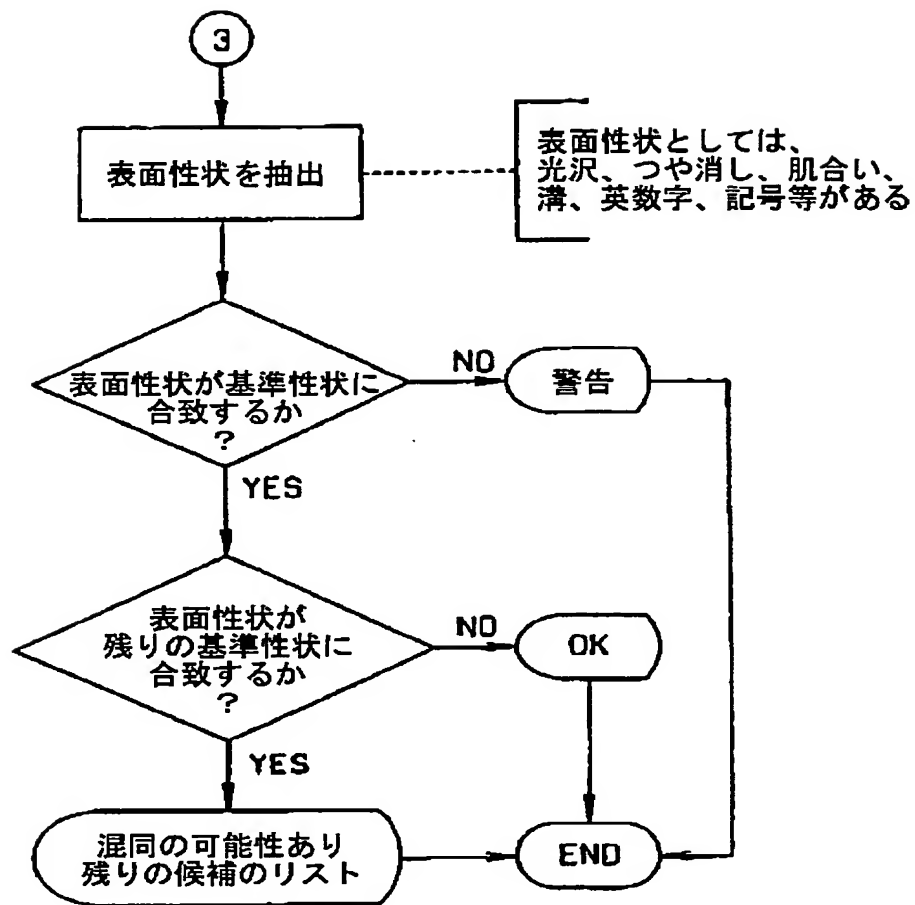 3
表面性状を抽出
表面性状としては、
光沢、つや消し、肌合い、
溝、英数字、記号等がある
表面性状が基準性状に
合致するか
?
NO
警告
YES
表面性状が
残りの基準性状に
合致するか
?
NO
OK
YES
混同の可能性あり
残りの候補のリスト
END